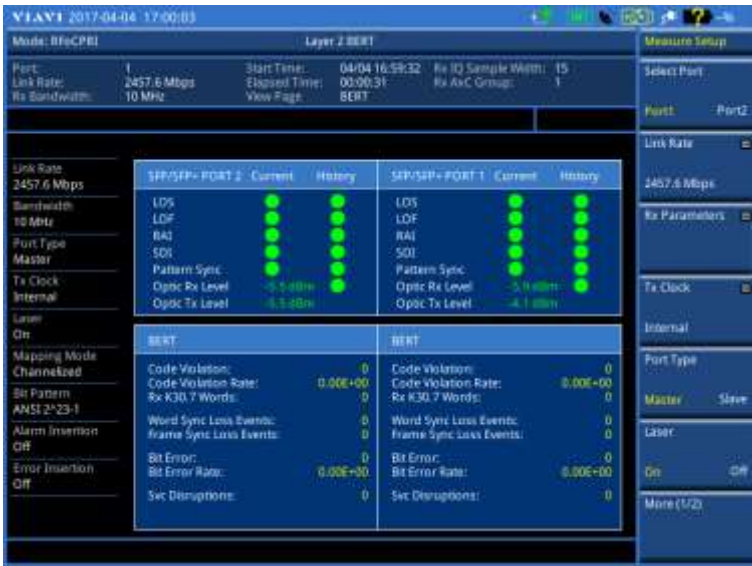 VIAVI 2017-04-04 17:00:03
Mode: RFoCPRI Layer 2 BERT
Port: 1
Link Rate: 2457.6 Mbps
Rx Bandwidth: 10 MHz
Start Time: 04/04 16:59:32
Elapsed Time: 00:00:31
View Page BERT
Rx IQ Sample Width: 15
Rx AxC Group: 1
Link Rate
2457.6 Mbps
Bandwidth
10 MHz
Port Type
Master
Tx Clock
Internal
Laser
On
Mapping Mode
Channelized
Bit Pattern
ANSI 2^23-1
Alarm Insertion
Off
Error Insertion
Off
SFP/SFP+ PORT 2 Current History
LOS
LOF
RAI
SDI
Pattern Sync
Optic Rx Level -5.5 dBm
Optic Tx Level -5.5 dBm
SFP/SFP+ PORT 1 Current History
LOS
LOF
RAI
SDI
Pattern Sync
Optic Rx Level -5.9 dBm
Optic Tx Level -4.1 dBm
BERT
Code Violation: 0
Code Violation Rate: 0.00E+00
Rx K30.7 Words: 0
Word Sync Loss Events: 0
Frame Sync Loss Events: 0
Bit Error: 0
Bit Error Rate: 0.00E+00
Svc Disruptions: 0
BERT
Code Violation: 0
Code Violation Rate: 0.00E+00
Rx K30.7 Words: 0
Word Sync Loss Events: 0
Frame Sync Loss Events: 0
Bit Error: 0
Bit Error Rate: 0.00E+00
Svc Disruptions: 0
Measure Setup
Select Port
Port1 Port2
Link Rate
2457.6 Mbps
Rx Parameters
Tx Clock
Internal
Port Type
Master Slave
Laser
On Off
More (1/2)